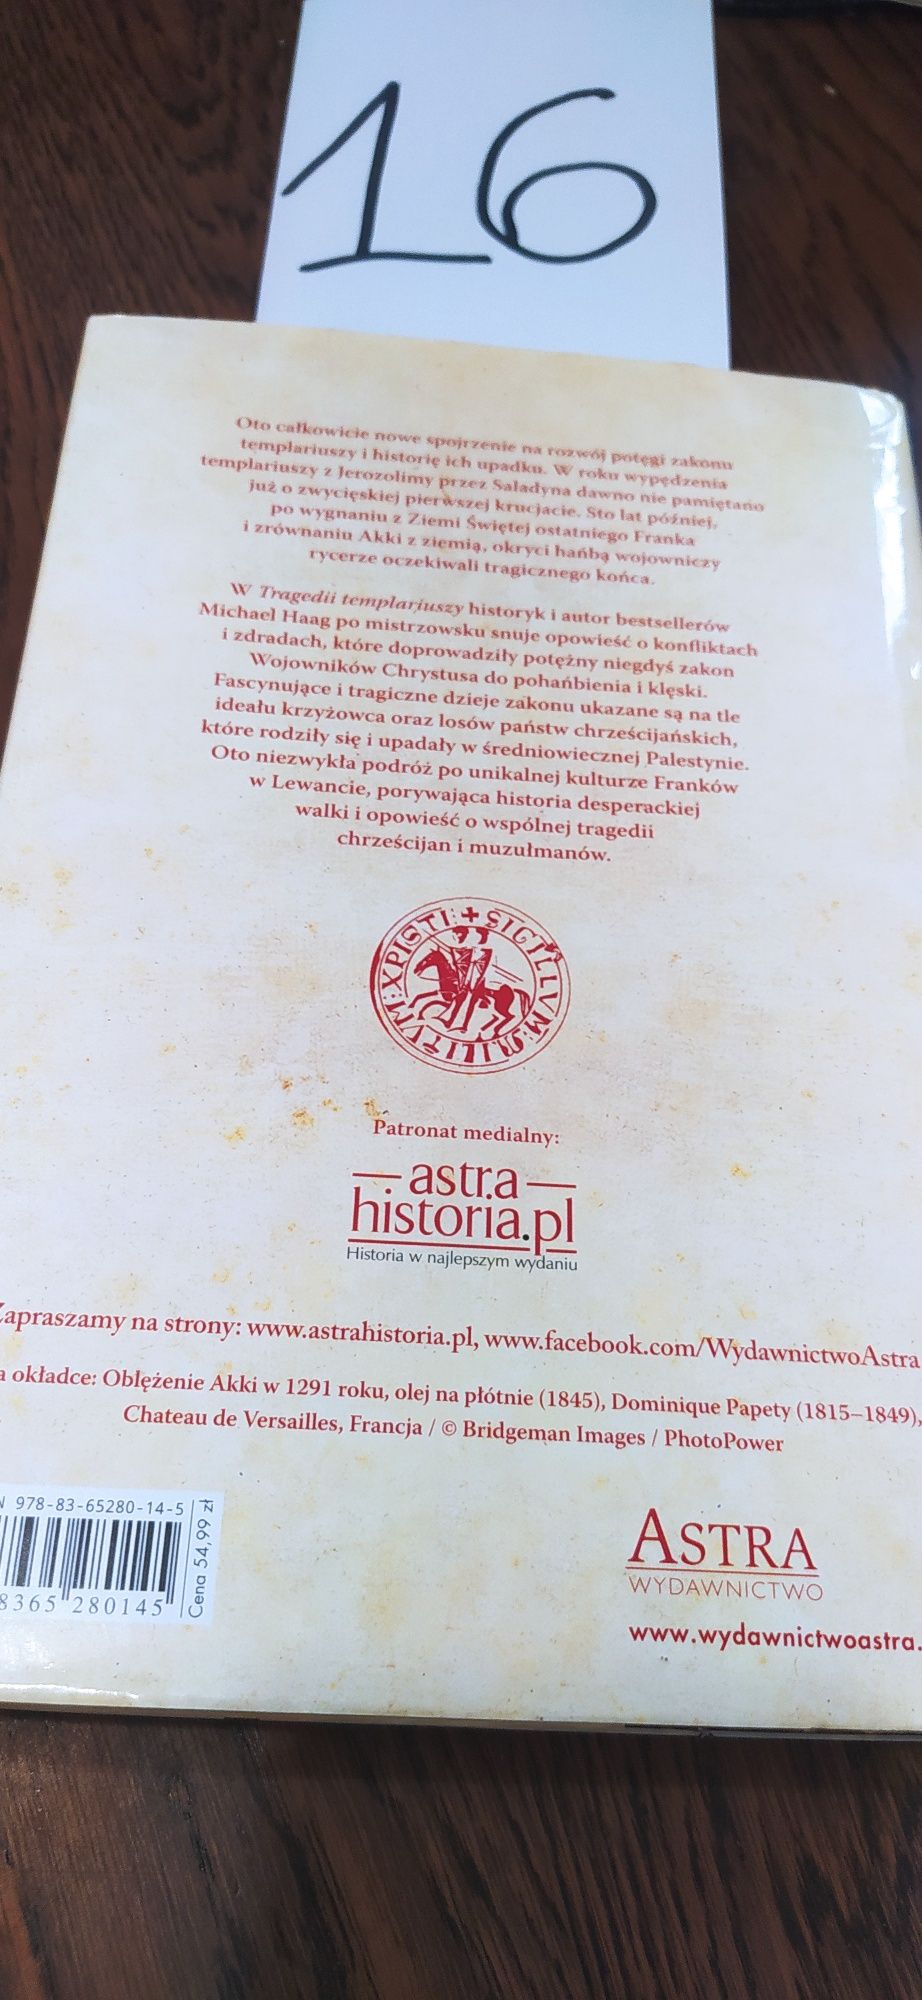 16
Oto całkowicie nowe spojrzenie na rozwój potęgi zakonu
templariuszy i historię ich upadku. W roku wypędzenia
templariuszy z Jerozolimy przez Saladyna dawno nie pamiętano
już o zwycięskiej pierwszej krucjacie. Sto lat później,
po wygnaniu z Ziemi Świętej ostatniego Franka
i zrównaniu Akki z ziemią, okryci hańbą wojowniczy
rycerze oczekiwali tragicznego końca.
W Tragedii templariuszy historyk i autor bestsellerów
Michael Haag po mistrzowsku snuje opowieść o konfliktach
i zdradach, które doprowadziły potężny niegdyś zakon
Wojowników Chrystusa do pohańbienia i klęski.
Fascynujące i tragiczne dzieje zakonu ukazane są na tle
ideału krzyżowca oraz losów państw chrześcijańskich,
które rodziły się i upadały w średniowiecznej Palestynie.
Oto niezwykła podróż po unikalnej kulturze Franków
w Lewancie, porywająca historia desperackiej
walki i opowieść o wspólnej tragedii
chrześcijan i muzułmanów.
+ SIGILLVM: MILITVM: XPISTI:
Patronat medialny:
astra
historia.pl
Historia w najlepszym wydaniu
Zapraszamy na strony: www.astrahistoria.pl, www.facebook.com/WydawnictwoAstra
a okładce: Oblężenie Akki w 1291 roku, olej na płótnie (1845), Dominique Papety (1815–1849),
Chateau de Versailles, Francja / © Bridgeman Images / PhotoPower
N 978-83-65280-14-5
8365 280145
Cena 54,99 zł
ASTRA
WYDAWNICTWO
www.wydawnictwoastra.